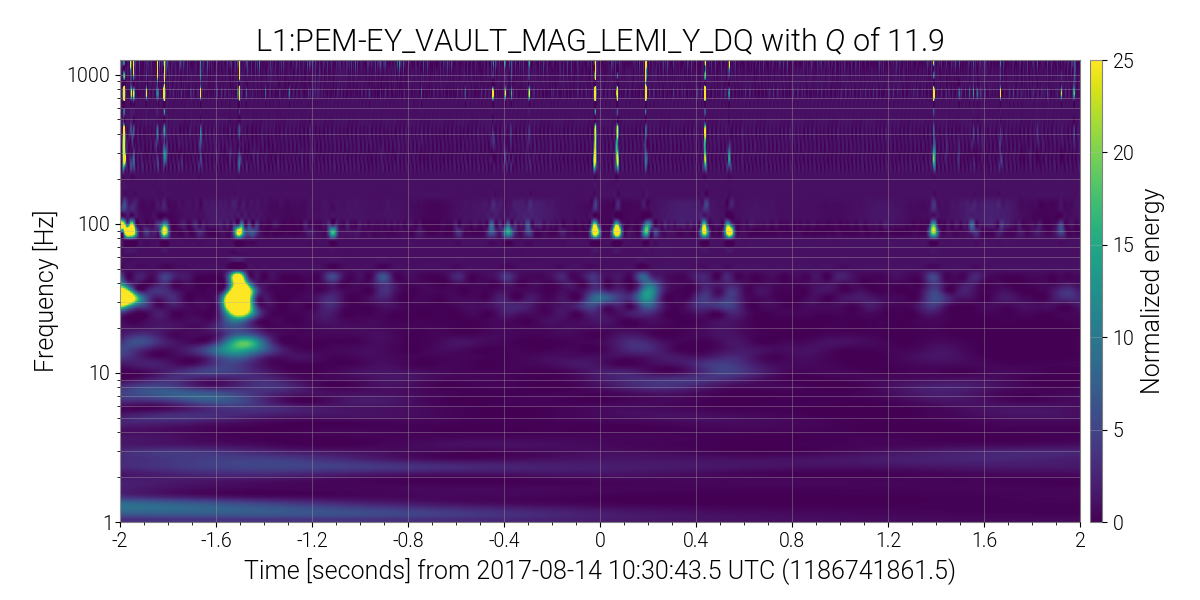 L1:PEM-EY_VAULT_MAG_LEMI_Y_DQ with Q of 11.9
1000
100
10
1
Frequency [Hz]
-2 -1.6 -1.2 -0.8 -0.4 0 0.4 0.8 1.2 1.6 2
Time [seconds] from 2017-08-14 10:30:43.5 UTC (1186741861.5)
25
20
15
10
5
0
Normalized energy